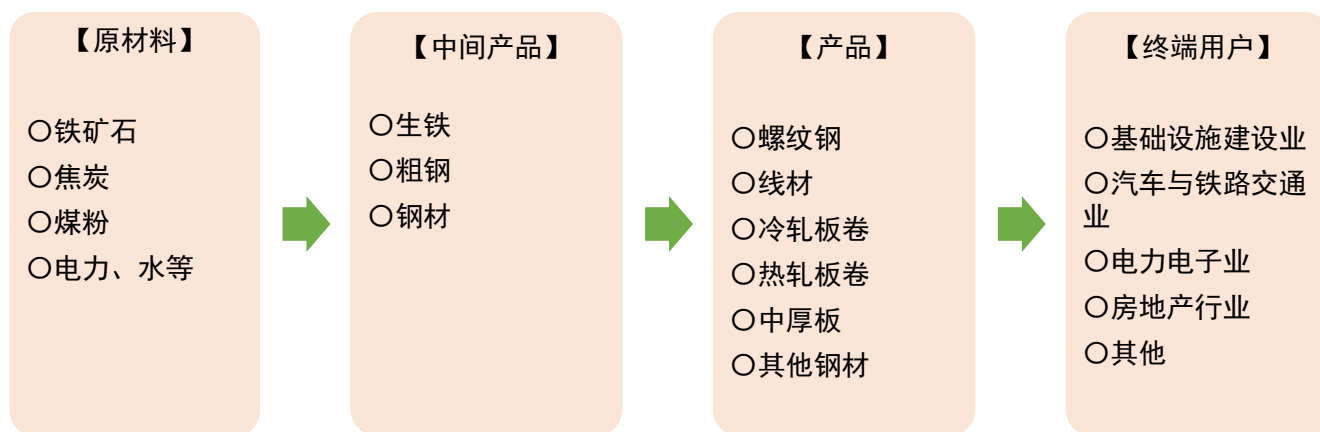 【原材料】
〇铁矿石
〇焦炭
〇煤粉
〇电力、水等
【中间产品】
〇生铁
〇粗钢
〇钢材
【产品】
〇螺纹钢
〇线材
〇冷轧板卷
〇热轧板卷
〇中厚板
〇其他钢材
【终端用户】
〇基础设施建设业
〇汽车与铁路交通
业
〇电力电子业
〇房地产行业
〇其他